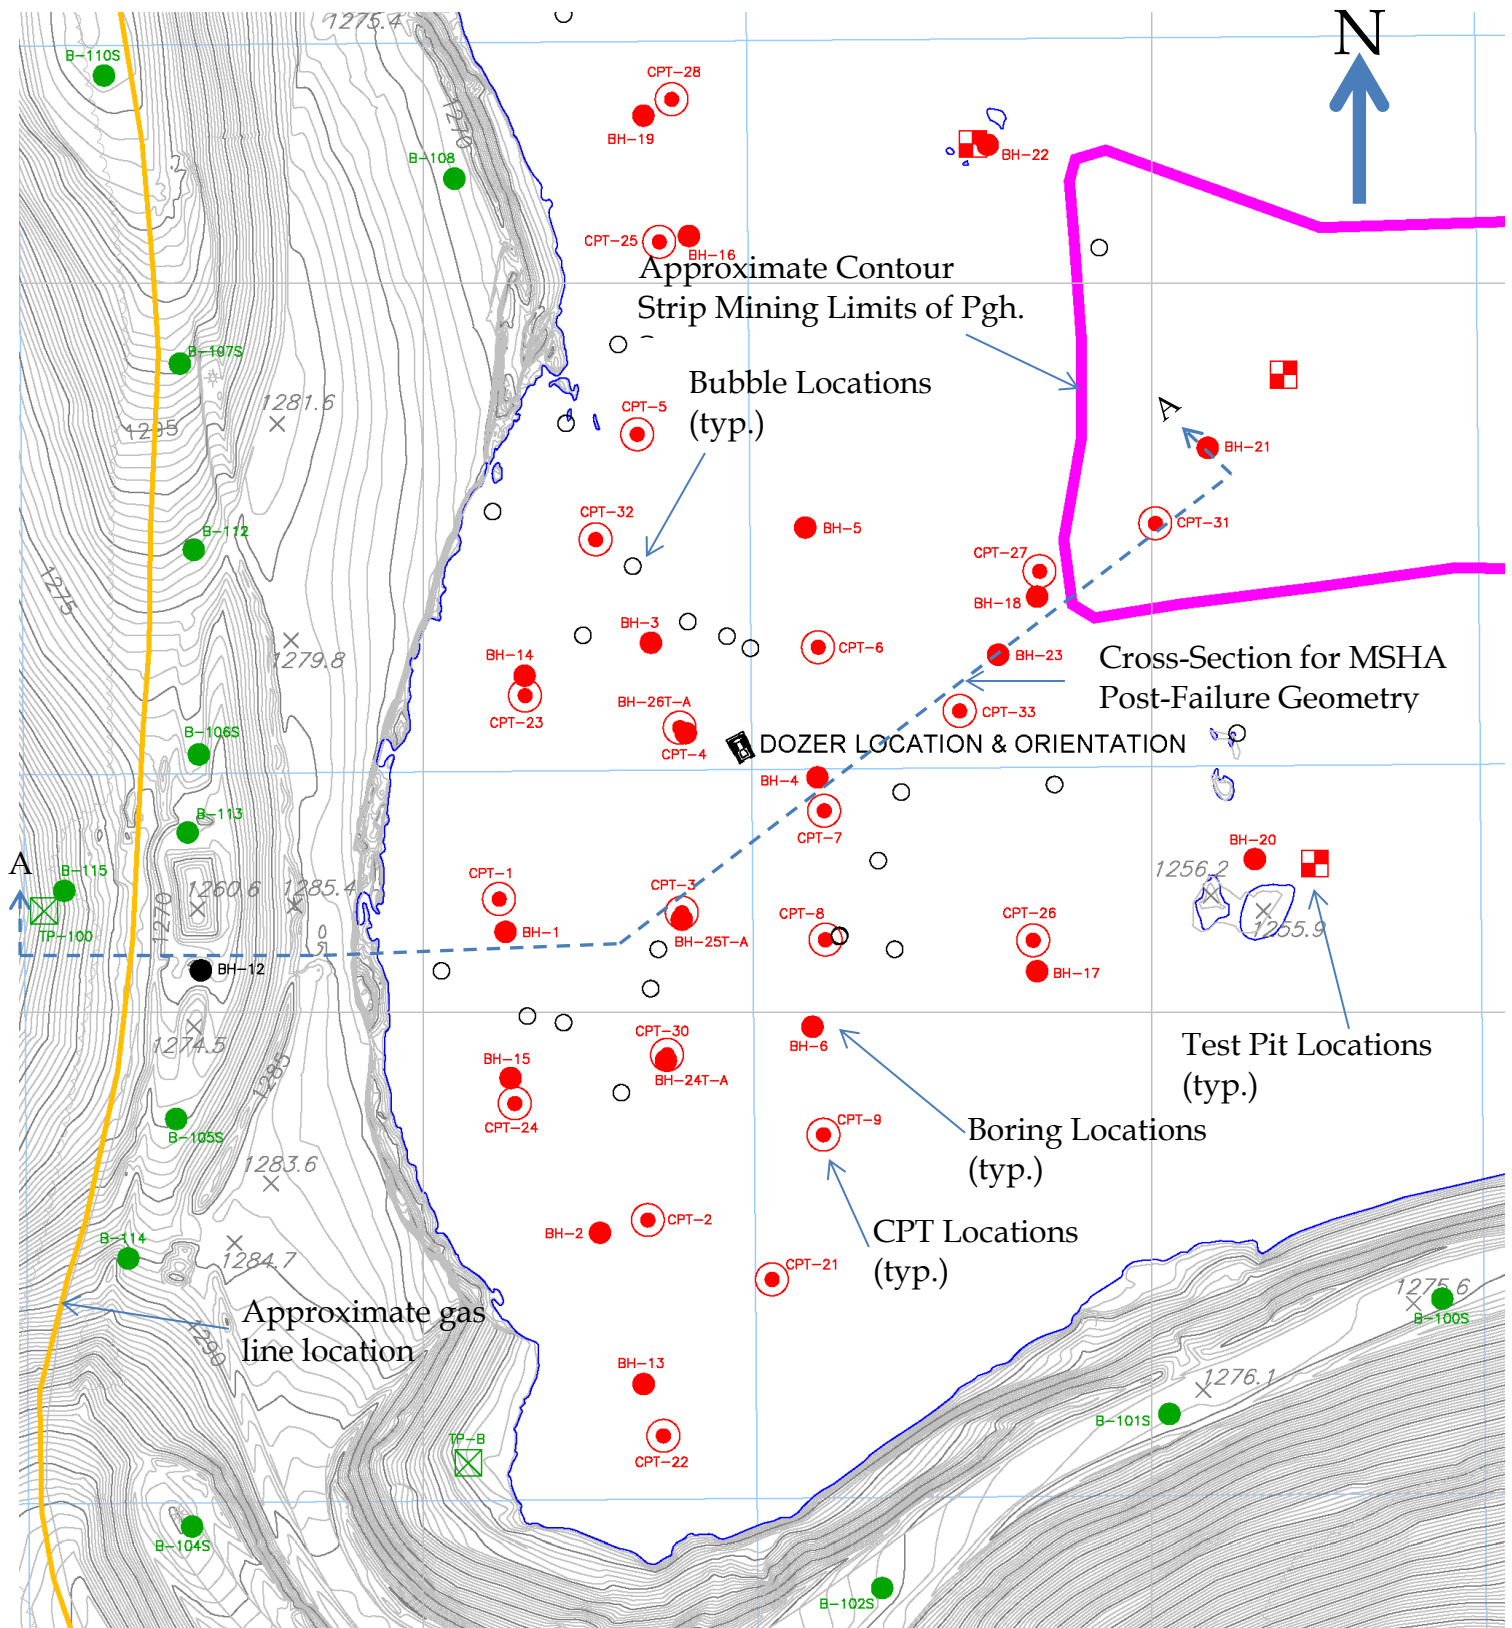 1275.4
N
B-110S
CPT-28
1270
BH-19
B-108
BH-22
CPT-25
BH-16
Approximate Contour
Strip Mining Limits of Pgh.
B-107S
Bubble Locations
(typ.)
1281.6
A
CPT-5
1295
BH-21
CPT-32
BH-5
CPT-31
B-112
CPT-27
1275
BH-18
BH-3
CPT-6
1279.8
BH-14
BH-23
Cross-Section for MSHA
Post-Failure Geometry
CPT-23
BH-26T-A
CPT-33
B-106S
CPT-4
DOZER LOCATION & ORIENTATION
BH-4
B-113
CPT-7
A
B-115
BH-20
1256.2
CPT-1
CPT-3
1260.6
1285.4
1270
TP-100
BH-1
BH-25T-A
CPT-8
CPT-26
1255.9
BH-12
BH-17
CPT-30
BH-6
1274.5
Test Pit Locations
(typ.)
1285
BH-15
BH-24T-A
CPT-24
CPT-9
B-105S
Boring Locations
(typ.)
1283.6
CPT-2
BH-2
CPT Locations
(typ.)
B-114
1284.7
CPT-21
1275.6
B-100S
Approximate gas
line location
1290
BH-13
1276.1
B-101S
TP-B
CPT-22
B-104S
B-102S